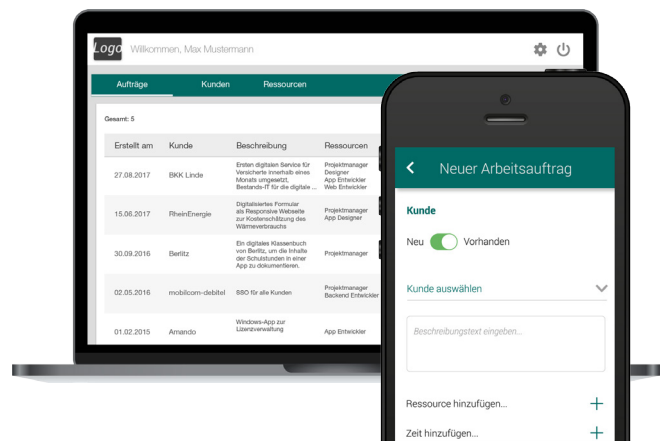 Logo Willkommen, Max Mustermann
Aufträge Kunden Ressourcen
Gesamt: 5
Erstellt am Kunde Beschreibung Ressourcen
27.08.2017 BKK Linde
Ersten digitalen Service für
Versicherte innerhalb eines
Monats umgesetzt,
Bestands-IT für die digitale ...
Projektmanager
Designer
App Entwickler
Web Entwickler
15.06.2017 RheinEnergie
Digitalisiertes Formular
als Responsive Webseite
zur Kostenschätzung des
Wärmeverbrauchs
Projektmanager
App Designer
30.09.2016 Berlitz
Ein digitales Klassenbuch
von Berlitz, um die Inhalte
der Schulstunden in einer
App zu dokumentieren.
Projektmanager
02.05.2016 mobilcom-debitel SSO für alle Kunden
Projektmanager
Backend Entwickler
01.02.2015 Amando
Windows-App zur
Lizenzverwaltung
App Entwickler
Neuer Arbeitsauftrag
Kunde
Neu Vorhanden
Kunde auswählen
Beschreibungstext eingeben...
Ressource hinzufügen...
Zeit hinzufügen...